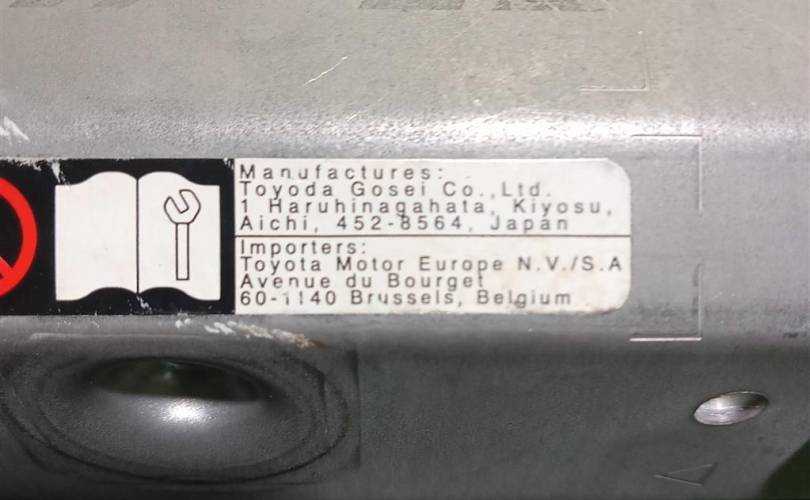 Manufactures:
Toyoda Gosei Co.,Ltd.
1 Haruhinagahata, Kiyosu,
Aichi, 452-8564, Japan
Importers:
Toyota Motor Europe N.V./S.A
Avenue du Bourget
60-1140 Brussels, Belgium